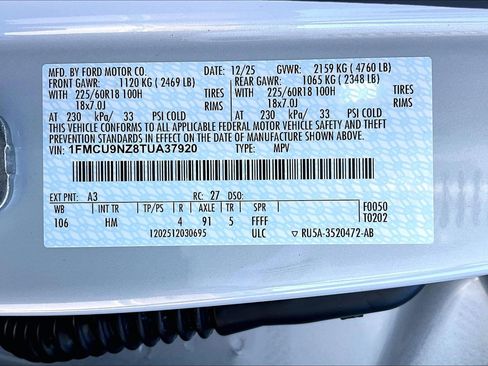 MFD. BY FORD MOTOR CO. 12/25 GVWR: 2159 KG ( 4760 LB)
FRONT GAWR: 1120 KG ( 2469 LB) REAR GAWR: 1065 KG ( 2348 LB)
WITH 225/60R18 100H TIRES WITH 225/60R18 100H TIRES
18x7.0J RIMS 18x7.0J RIMS
AT 230 kPa/ 33 PSI COLD AT 230 kPa/ 33 PSI COLD
THIS VEHICLE CONFORMS TO ALL APPLICABLE FEDERAL MOTOR VEHICLE SAFETY AND BUMPER
PREVENTION STANDARDS IN EFFECT ON THE DATE OF MANUFACTURE SHOWN ABOVE.
VIN: 1FMCU9NZ8TUA37920 TYPE: MPV
EXT PNT: A3 RC: 27 DSO:
WB HM TR TP/PS R AXLE TR SPR F0050
106 HM 4 91 5 FFFF T0202
1202512030695 ULC ▽ RU5A-3520472-AB